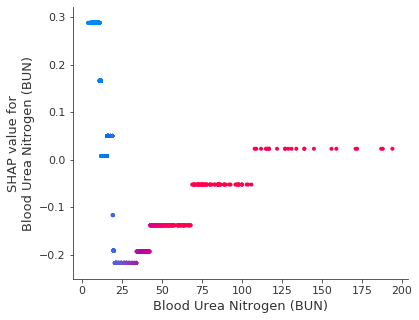 0.3
0.2
0.1
0.0
−0.1
−0.2
SHAP value for
Blood Urea Nitrogen (BUN)
0 25 50 75 100 125 150 175 200
Blood Urea Nitrogen (BUN)